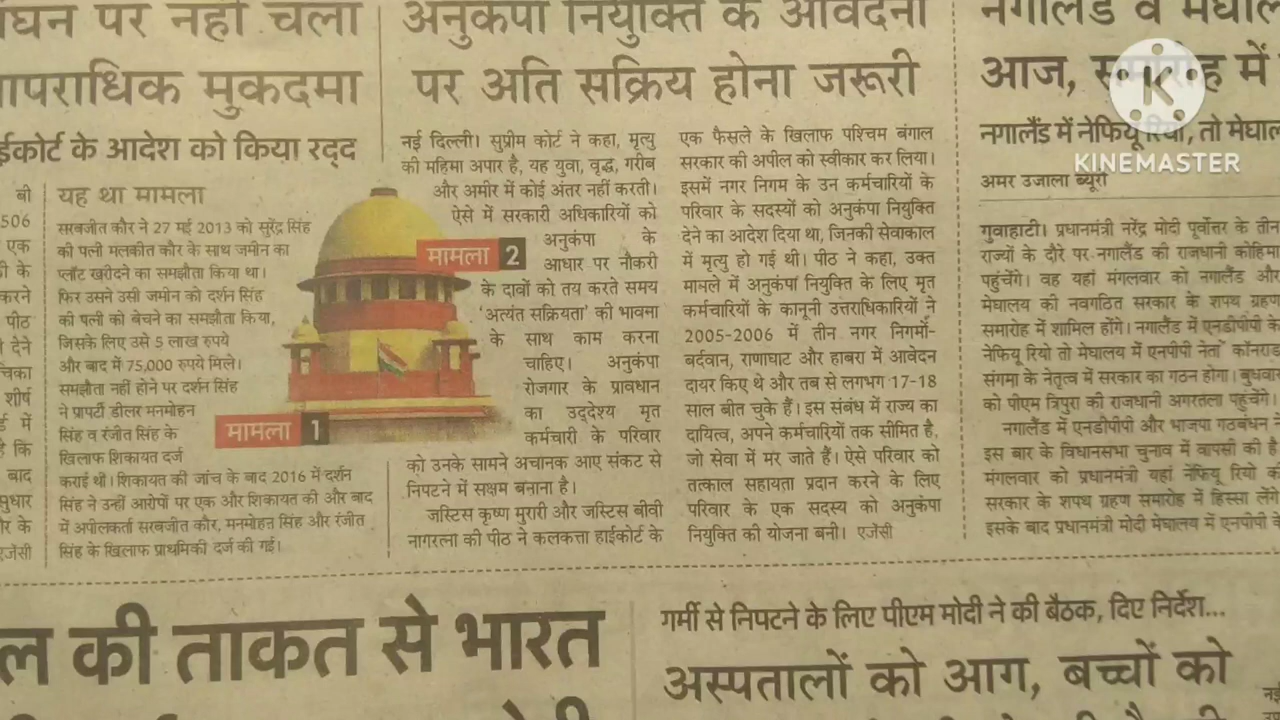 घन पर नहीं चला
ापराधिक मुकदमा
ईकोर्ट के आदेश को किया रद्द
बी
506
एक
ी के
करने
पीठ
देने
चिका
शीर्ष
ई में
है कि
बाद
सुधार
ौर के
एजेंसी
यह था मामला
सरबजीत कौर ने 27 मई 2013 को सुरेंद्र सिंह
की पत्नी मलकीत कौर के साथ जमीन का
प्लॉट खरीदने का समझौता किया था।
फिर उसने उसी जमीन को दर्शन सिंह
की पत्नी को बेचने का समझौता किया,
जिसके लिए उसे 5 लाख रुपये
और बाद में 75,000 रुपये मिले।
समझौता नहीं होने पर दर्शन सिंह
ने प्रापर्टी डीलर मनमोहन
सिंह व रंजीत सिंह के
खिलाफ शिकायत दर्ज
कराई थी। शिकायत की जांच के बाद 2016 में दर्शन
सिंह ने उन्हीं आरोपों पर एक और शिकायत की और बाद
में अपीलकर्ता सरबजीत कौर, मनमोहन सिंह और रंजीत
सिंह के खिलाफ प्राथमिकी दर्ज की गई।
मामला 1
मामला 2
अनुकंपा नियुक्ति के आवेदनों
पर अति सक्रिय होना जरूरी
नई दिल्ली। सुप्रीम कोर्ट ने कहा, मृत्यु
की महिमा अपार है, यह युवा, वृद्ध, गरीब
और अमीर में कोई अंतर नहीं करती।
ऐसे में सरकारी अधिकारियों को
अनुकंपा के
आधार पर नौकरी
के दावों को तय करते समय
'अत्यंत सक्रियता' की भावमा
के साथ काम करना
चाहिए। अनुकंपा
रोजगार के प्रावधान
का उद्देश्य मृत
कर्मचारी के परिवार
को उनके सामने अचानक आए संकट से
निपटने में सक्षम बनाना है।
जस्टिस कृष्ण मुरारी और जस्टिस बीवी
नागरत्ना की पीठ ने कलकत्ता हाईकोर्ट के
एक फैसले के खिलाफ पश्चिम बंगाल
सरकार की अपील को स्वीकार कर लिया।
इसमें नगर निगम के उन कर्मचारियों के
परिवार के सदस्यों को अनुकंपा नियुक्ति
देने का आदेश दिया था, जिनकी सेवाकाल
में मृत्यु हो गई थी। पीठ ने कहा, उक्त
मामले में अनुकंपा नियुक्ति के लिए मृत
कर्मचारियों के कानूनी उत्तराधिकारियों ने
2005-2006 में तीन नगर निगमों-
बर्दवान, राणाघाट और हाबरा में आवेदन
दायर किए थे और तब से लगभग 17-18
साल बीत चुके हैं। इस संबंध में राज्य का
दायित्व, अपने कर्मचारियों तक सीमित है,
जो सेवा में मर जाते हैं। ऐसे परिवार को
तत्काल सहायता प्रदान करने के लिए
परिवार के एक सदस्य को अनुकंपा
नियुक्ति की योजना बनी। एजेंसी
नगालैंड व मेघाल
आज, में
नगालैंड में नेफियू रियो, तो मेघाल
अमर उजाला ब्यूरो
गुवाहाटी। प्रधानमंत्री नरेंद्र मोदी पूर्वोत्तर के तीन
राज्यों के दौरे पर नगालैंड की राजधानी कोहिमा
पहुंचेंगे। वह यहां मंगलवार को नगालैंड और
मेघालय की नवगठित सरकार के शपथ ग्रहण
समारोह में शामिल होंगे। नगालैंड में एनडीपीपी के
नेफियू रियो तो मेघालय में एनपीपी नेता कॉनराड
संगमा के नेतृत्व में सरकार का गठन होगा। बुधवार
को पीएम त्रिपुरा की राजधानी अगरतला पहुंचेंगे।
नगालैंड में एनडीपीपी और भाजपा गठबंधन ने
इस बार के विधानसभा चुनाव में वापसी की है
मंगलवार को प्रधानमंत्री यहां नेफियू रियो की
सरकार के शपथ ग्रहण समारोह में हिस्सा लेंगे
इसके बाद प्रधानमंत्री मोदी मेघालय में एनपीपी के
K
KINEMASTER
ल की ताकत से भारत
गर्मी से निपटने के लिए पीएम मोदी ने की बैठक, दिए निर्देश...
अस्पतालों को आग, बच्चों को